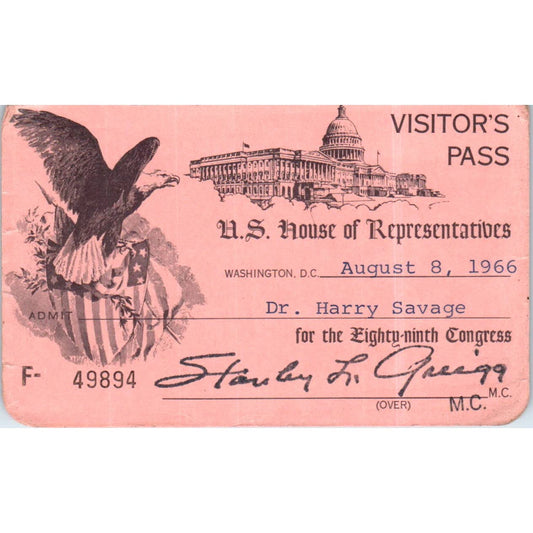 VISITOR'S
PASS
U.S. House of Representatives
WASHINGTON, D.C. August 8, 1966
ADMIT Dr. Harry Savage
for the Eighty-ninth Congress
F- 49894 Stanley L. Greigg M.C.
(OVER) M.C.